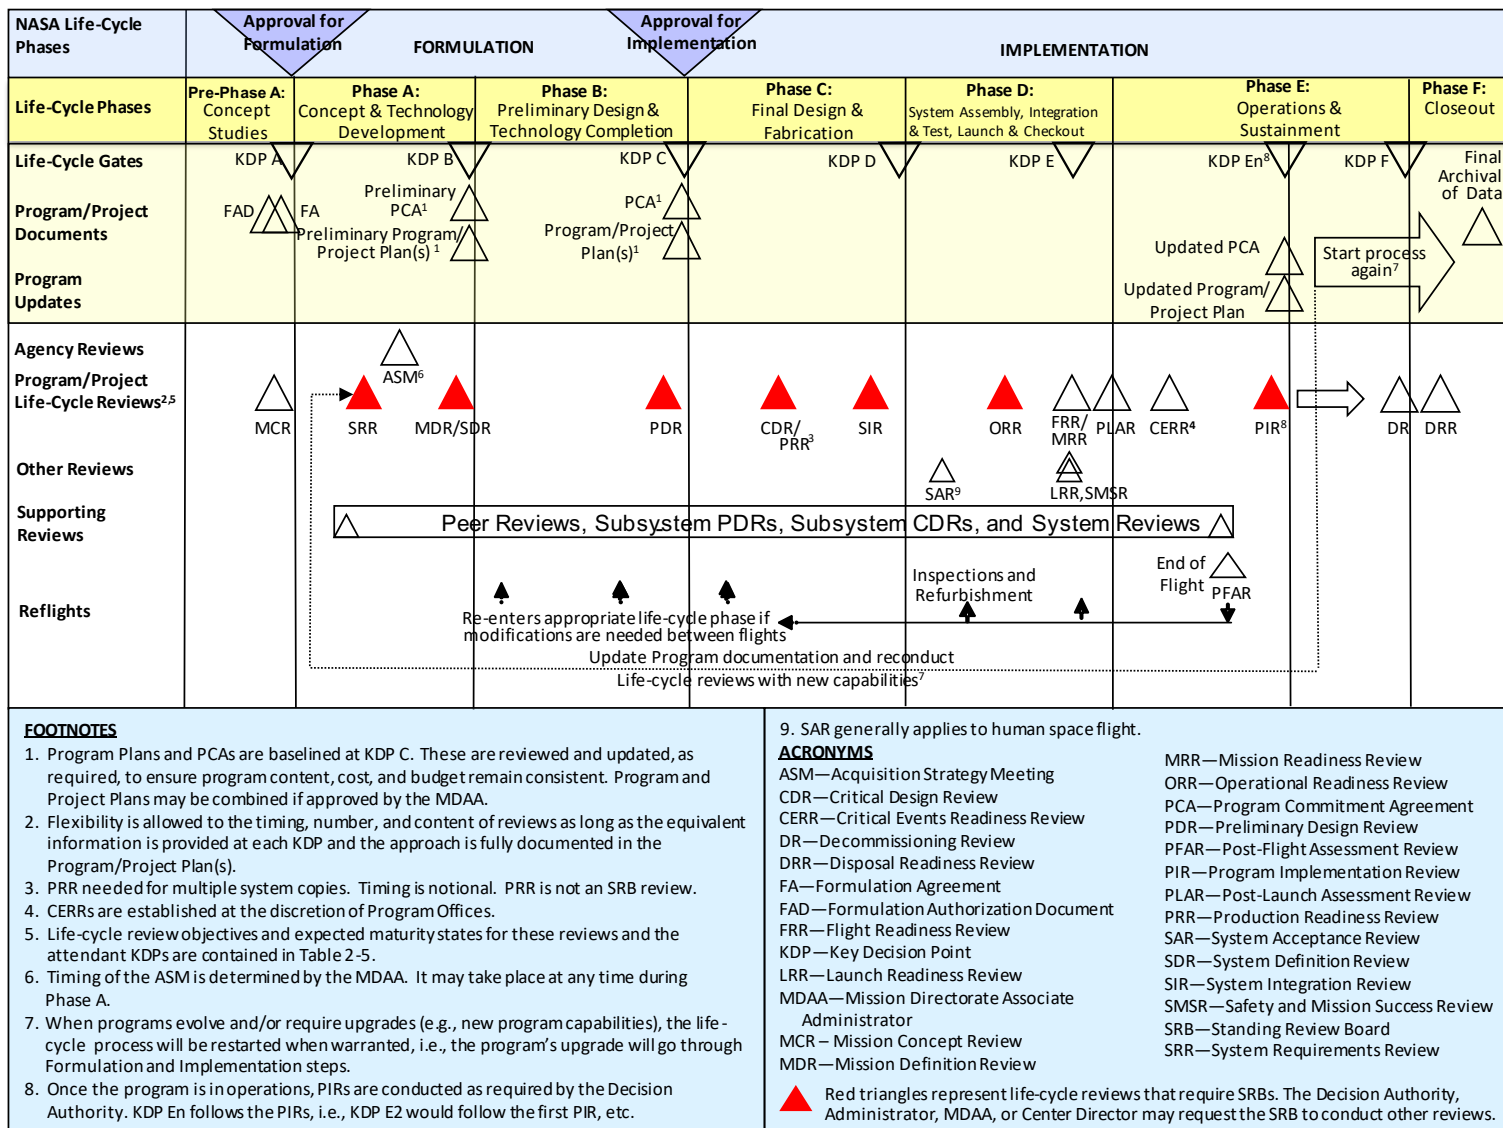 NASA Life-Cycle
Phases
Approval for
Formulation
FORMULATION
Approval for
Implementation
IMPLEMENTATION
Life-Cycle Phases
Pre-Phase A:
Concept
Studies
Phase A:
Concept & Technology
Development
Phase B:
Preliminary Design &
Technology Completion
Phase C:
Final Design &
Fabrication
Phase D:
System Assembly, Integration
& Test, Launch & Checkout
Phase E:
Operations &
Sustainment
Phase F:
Closeout
Life-Cycle Gates
KDP A
KDP B
KDP C
KDP D
KDP E
KDP En8
KDP F
Final
Archival
of Data
Program/Project
Documents
FAD
FA
Preliminary
PCA1
Preliminary Program/
Project Plan(s) 1
PCA1
Program/Project
Plan(s)1
Updated PCA
Start process
again7
Program
Updates
Updated Program/
Project Plan
Agency Reviews
ASM6
Program/Project
Life-Cycle Reviews2,5
MCR
SRR
MDR/SDR
PDR
CDR/
PRR3
SIR
ORR
FRR/
MRR
PLAR
CERR4
PIR8
DR
DRR
Other Reviews
SAR9
LRR,SMSR
Supporting
Reviews
Peer Reviews, Subsystem PDRs, Subsystem CDRs, and System Reviews
Reflights
Inspections and
Refurbishment
End of
Flight
PFAR
Re-enters appropriate life-cycle phase if
modifications are needed between flights
Update Program documentation and reconduct
Life-cycle reviews with new capabilities7
FOOTNOTES
1. Program Plans and PCAs are baselined at KDP C. These are reviewed and updated, as
required, to ensure program content, cost, and budget remain consistent. Program and
Project Plans may be combined if approved by the MDAA.
2. Flexibility is allowed to the timing, number, and content of reviews as long as the equivalent
information is provided at each KDP and the approach is fully documented in the
Program/Project Plan(s).
3. PRR needed for multiple system copies. Timing is notional. PRR is not an SRB review.
4. CERRs are established at the discretion of Program Offices.
5. Life-cycle review objectives and expected maturity states for these reviews and the
attendant KDPs are contained in Table 2-5.
6. Timing of the ASM is determined by the MDAA. It may take place at any time during
Phase A.
7. When programs evolve and/or require upgrades (e.g., new program capabilities), the life-
cycle process will be restarted when warranted, i.e., the program's upgrade will go through
Formulation and Implementation steps.
8. Once the program is in operations, PIRs are conducted as required by the Decision
Authority. KDP En follows the PIRs, i.e., KDP E2 would follow the first PIR, etc.
9. SAR generally applies to human space flight.
ACRONYMS
ASM—Acquisition Strategy Meeting
CDR—Critical Design Review
CERR—Critical Events Readiness Review
DR—Decommissioning Review
DRR—Disposal Readiness Review
FA—Formulation Agreement
FAD—Formulation Authorization Document
FRR—Flight Readiness Review
KDP—Key Decision Point
LRR—Launch Readiness Review
MDAA—Mission Directorate Associate
Administrator
MCR – Mission Concept Review
MDR—Mission Definition Review
MRR—Mission Readiness Review
ORR—Operational Readiness Review
PCA—Program Commitment Agreement
PDR—Preliminary Design Review
PFAR—Post-Flight Assessment Review
PIR—Program Implementation Review
PLAR—Post-Launch Assessment Review
PRR—Production Readiness Review
SAR—System Acceptance Review
SDR—System Definition Review
SIR—System Integration Review
SMSR—Safety and Mission Success Review
SRB—Standing Review Board
SRR—System Requirements Review
Red triangles represent life-cycle reviews that require SRBs. The Decision Authority,
Administrator, MDAA, or Center Director may request the SRB to conduct other reviews.